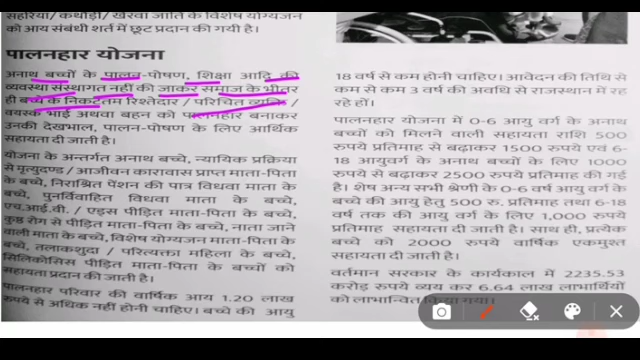 सहरिया/ कथौड़ी/ खैरवा जाति के विशेष योग्यजन
को आय संबंधी शर्त में छूट प्रदान की गयी है।
पालनहार योजना
अनाथ बच्चों के पालन-पोषण, शिक्षा आदि की
व्यवस्था संस्थागत नहीं की जाकर समाज के भीतर
ही बच्चे के निकटतम रिश्तेदार / परिचित व्यक्ति /
वयस्क भाई अथवा बहन को पालनहार बनाकर
उनकी देखभाल, पालन-पोषण के लिए आर्थिक
सहायता दी जाती है।
योजना के अन्तर्गत अनाथ बच्चे, न्यायिक प्रक्रिया
से मृत्युदण्ड / आजीवन कारावास प्राप्त माता-पिता
के बच्चे, निराश्रित पेंशन की पात्र विधवा माता के
बच्चे, पुनर्विवाहित विधवा माता के बच्चे,
एच.आई.वी. / एड्स पीड़ित माता-पिता के बच्चे,
कुष्ठ रोग से पीड़ित माता-पिता के बच्चे, नाता जाने
वाली माता के बच्चे, विशेष योग्यजन माता-पिता के
बच्चे, तलाकशुदा / परित्यक्ता महिला के बच्चे,
सिलिकोसिस पीड़ित माता-पिता के बच्चों को
सहायता प्रदान की जाती है।
पालनहार परिवार की वार्षिक आय 1.20 लाख
रुपये से अधिक नहीं होनी चाहिए। बच्चे की आयु
18 वर्ष से कम होनी चाहिए। आवेदन की तिथि से
कम से कम 3 वर्ष की अवधि से राजस्थान में रह
रहे हों।
पालनहार योजना में 0-6 आयु वर्ग के अनाथ
बच्चों को मिलने वाली सहायता राशि 500
रुपये प्रतिमाह से बढ़ाकर 1500 रुपये एवं 6-
18 आयुवर्ग के अनाथ बच्चों के लिए 1000
रुपये से बढ़ाकर 2500 रुपये प्रतिमाह की गई
है। शेष अन्य सभी श्रेणी के 0-6 वर्ष आयु वर्ग के
बच्चे की आयु हेतु 500 रु. प्रतिमाह तथा 6-18
वर्ष तक की आयु वर्ग के लिए 1,000 रुपये
प्रतिमाह सहायता दी जाती है। साथ ही, प्रत्येक
बच्चे को 2000 रुपये वार्षिक एकमुश्त
सहायता दी जाती है।
वर्तमान सरकार के कार्यकाल में 2235.53
करोड़ रुपये व्यय कर 6.64 लाख लाभार्थियों
को लाभान्वित किया गया।